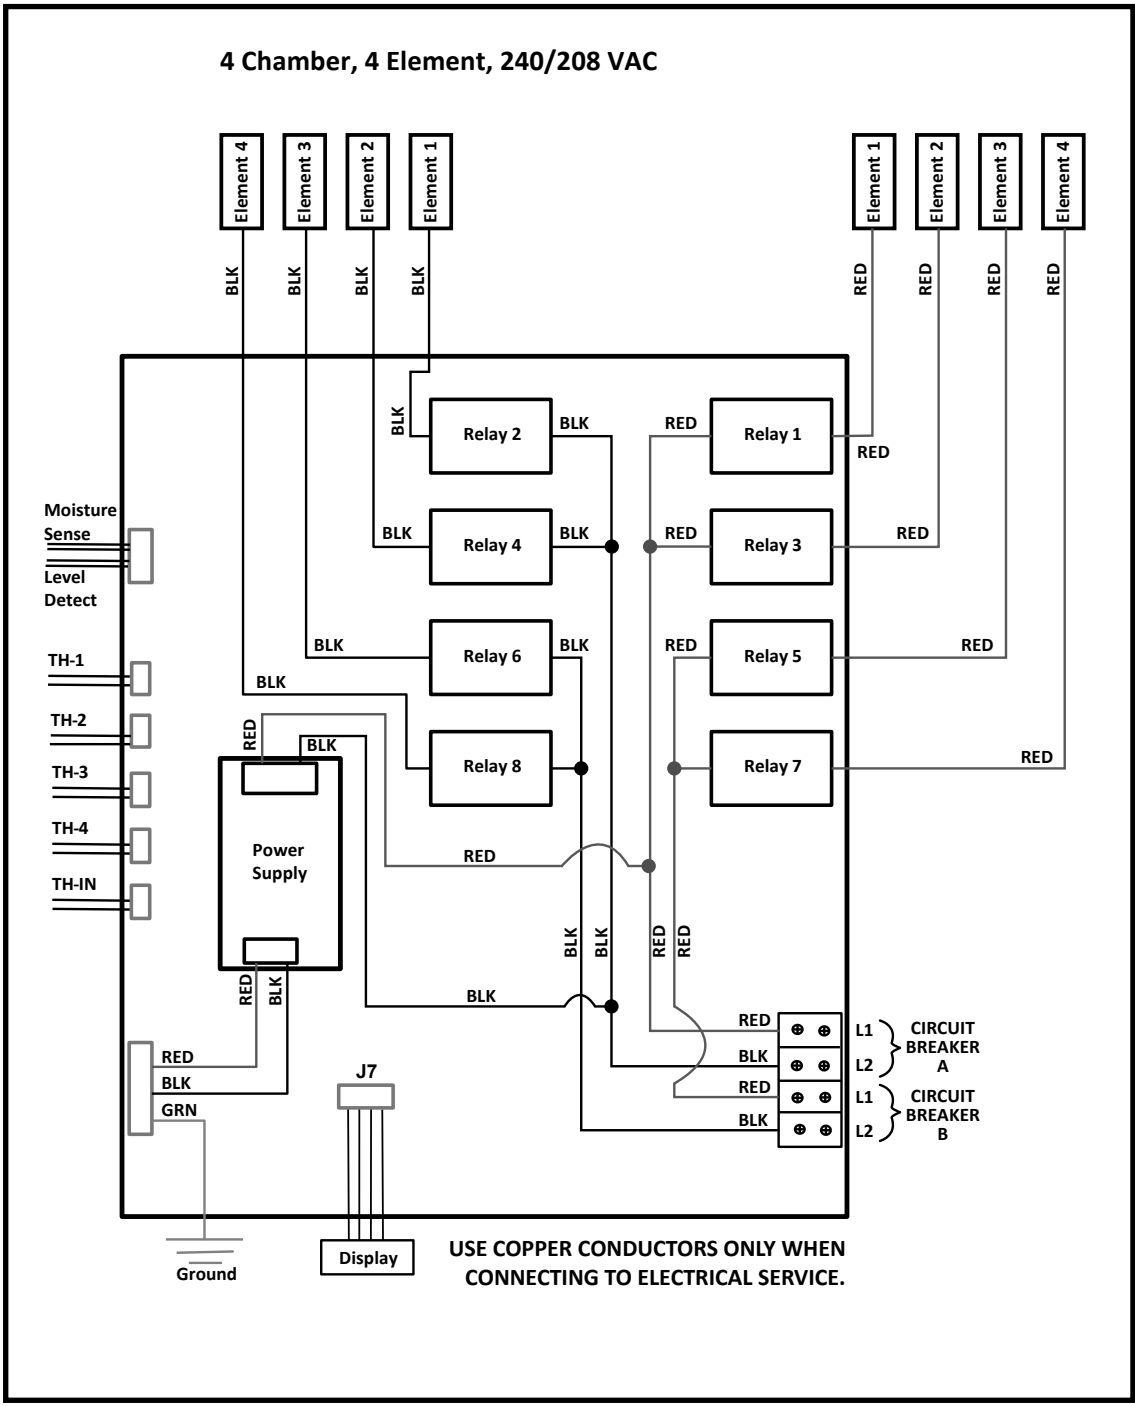 4 Chamber, 4 Element, 240/208 VAC
Element 4
Element 3
Element 2
Element 1
Element 1
Element 2
Element 3
Element 4
BLK
BLK
BLK
BLK
RED
RED
RED
RED
BLK
Relay 2
BLK
RED
Relay 1
RED
Moisture
Sense
Level
Detect
BLK
Relay 4
BLK
RED
Relay 3
RED
BLK
Relay 6
BLK
RED
Relay 5
RED
TH-1
TH-2
TH-3
TH-4
TH-IN
BLK
RED
BLK
Relay 8
Relay 7
RED
Power
Supply
RED
BLK
BLK
RED
RED
RED
BLK
BLK
RED
BLK
RED
BLK
RED
BLK
GRN
L1
L2
CIRCUIT
BREAKER
A
L1
L2
CIRCUIT
BREAKER
B
J7
Ground
Display
USE COPPER CONDUCTORS ONLY WHEN
CONNECTING TO ELECTRICAL SERVICE.